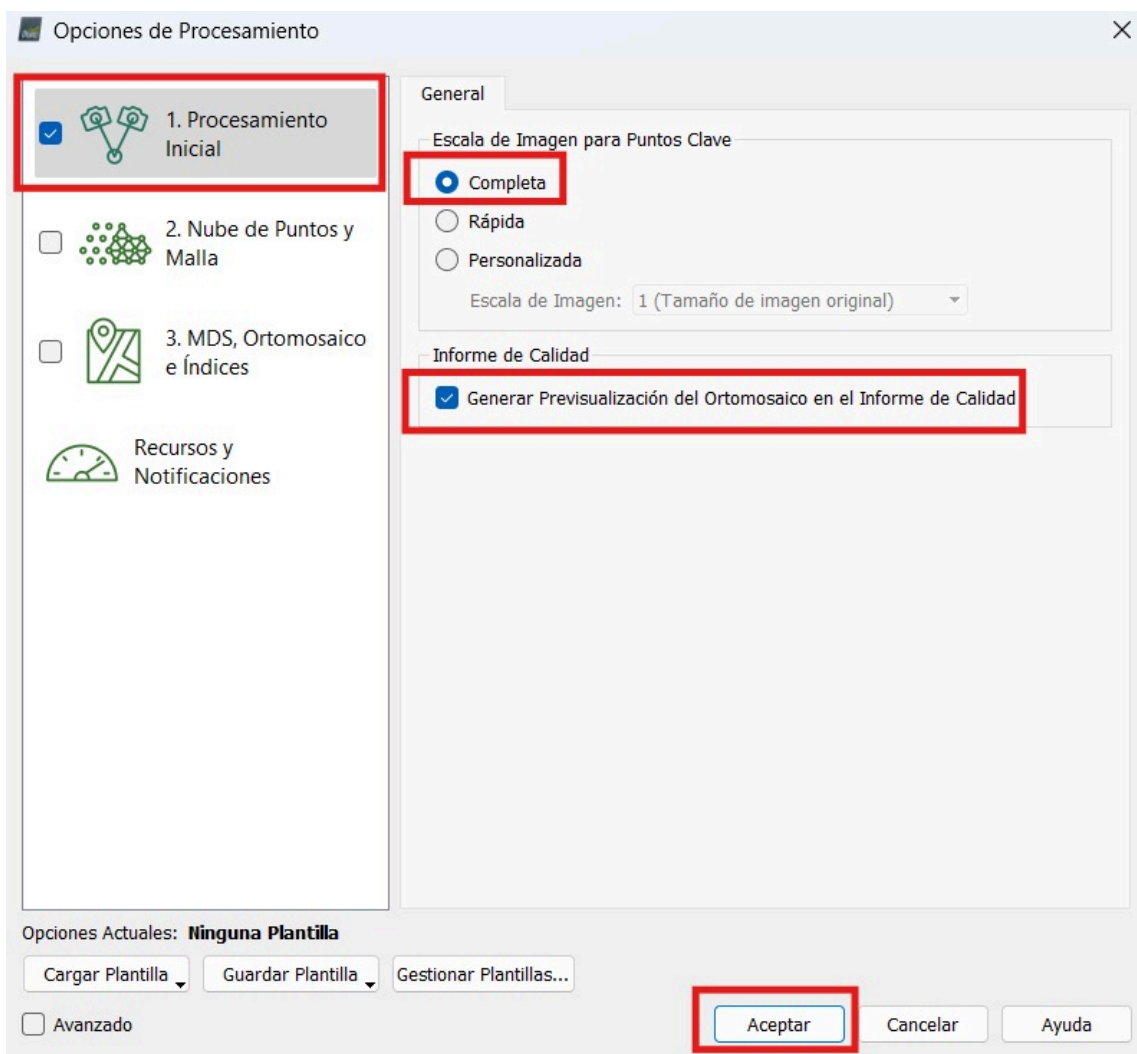 Opciones de Procesamiento
1. Procesamiento
Inicial
2. Nube de Puntos y
Malla
3. MDS, Ortomosaico
e Índices
Recursos y
Notificaciones
General
Escala de Imagen para Puntos Clave
Completa
Rápida
Personalizada
Escala de Imagen: 1 (Tamaño de imagen original)
Informe de Calidad
Generar Previsualización del Ortomosaico en el Informe de Calidad
Opciones Actuales: Ninguna Plantilla
Cargar Plantilla Guardar Plantilla Gestionar Plantillas...
Avanzado Aceptar Cancelar Ayuda